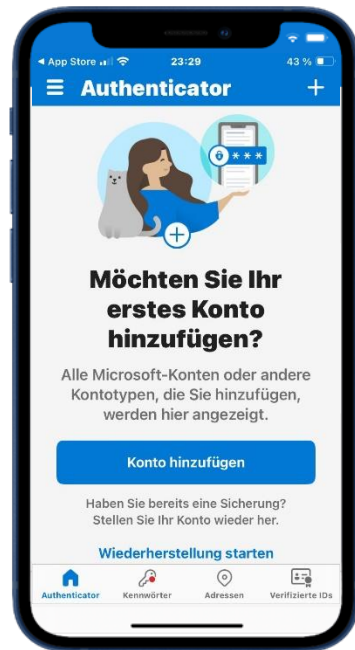 App Store 23:29 43 %
Authenticator
***
Möchten Sie Ihr
erstes Konto
hinzufügen?
Alle Microsoft-Konten oder andere
Kontotypen, die Sie hinzufügen,
werden hier angezeigt.
Konto hinzufügen
Haben Sie bereits eine Sicherung?
Stellen Sie Ihr Konto wieder her.
Wiederherstellung starten
Authenticator Kennwörter Adressen Verifizierte IDs